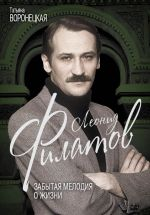 Татьяна
ВОРОНЕЦКАЯ
Леонид
Филатов
ЗАБЫТАЯ МЕЛОДИЯ
О ЖИЗНИ